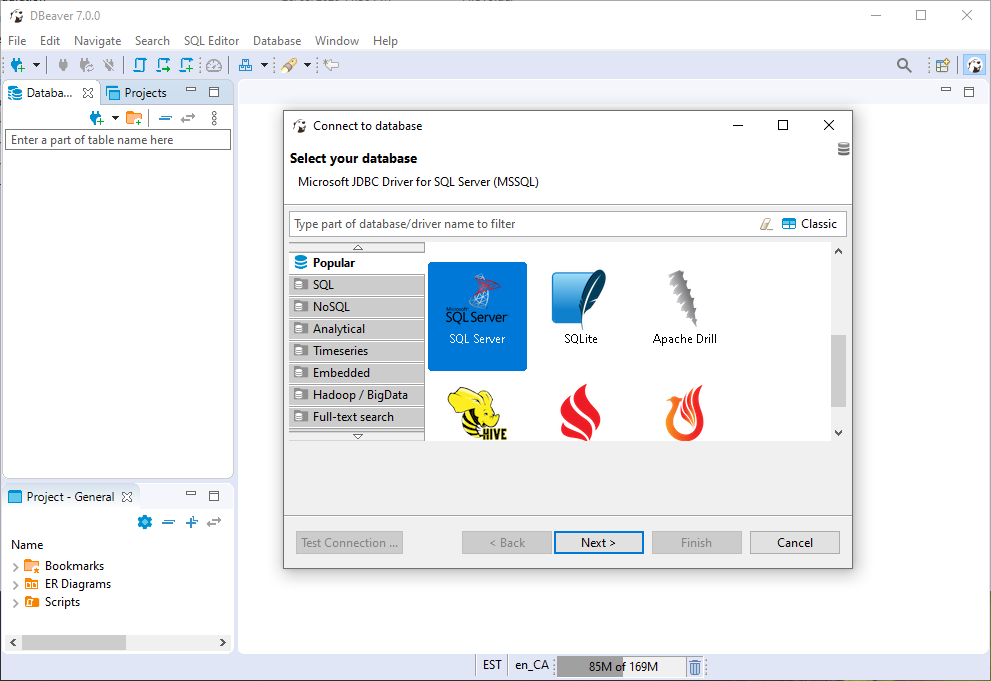 DBeaver 7.0.0
File Edit Navigate Search SQL Editor Database Window Help
Databa... Projects
Enter a part of table name here
Connect to database
Select your database
Microsoft JDBC Driver for SQL Server (MSSQL)
Type part of database/driver name to filter Classic
Popular
SQL
NoSQL
Analytical
Timeseries
Embedded
Hadoop / BigData
Full-text search
Microsoft
SQL Server
SQL Server
SQLite
Apache Drill
HIVE
Test Connection ... < Back Next > Finish Cancel
Project - General
Name
Bookmarks
ER Diagrams
Scripts
EST en_CA 85M of 169M